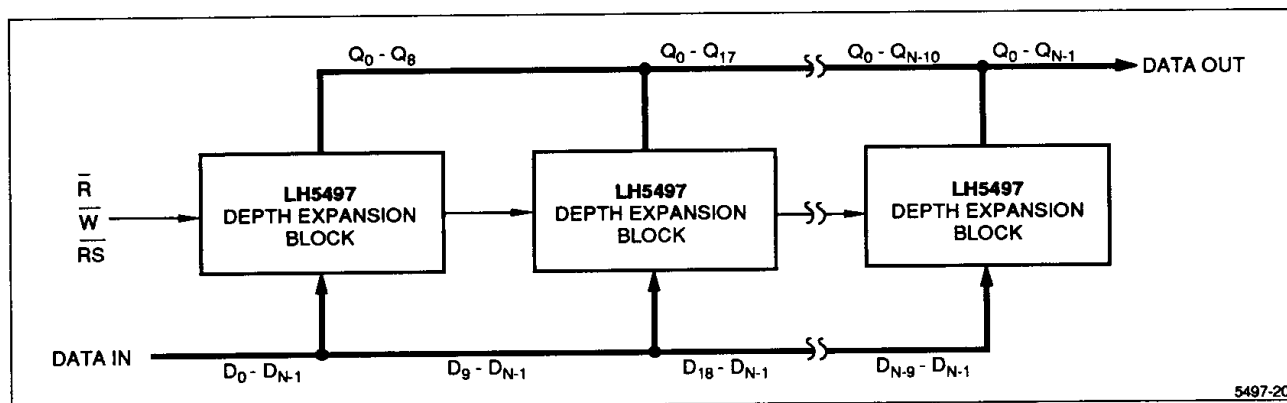 Q0 - Q8
Q0 - Q17
Q0 - QN-10
Q0 - QN-1
DATA OUT
R
W
RS
LH5497
DEPTH EXPANSION
BLOCK
LH5497
DEPTH EXPANSION
BLOCK
LH5497
DEPTH EXPANSION
BLOCK
DATA IN
D0 - DN-1
D9 - DN-1
D18 - DN-1
DN-9 - DN-1
5497-20